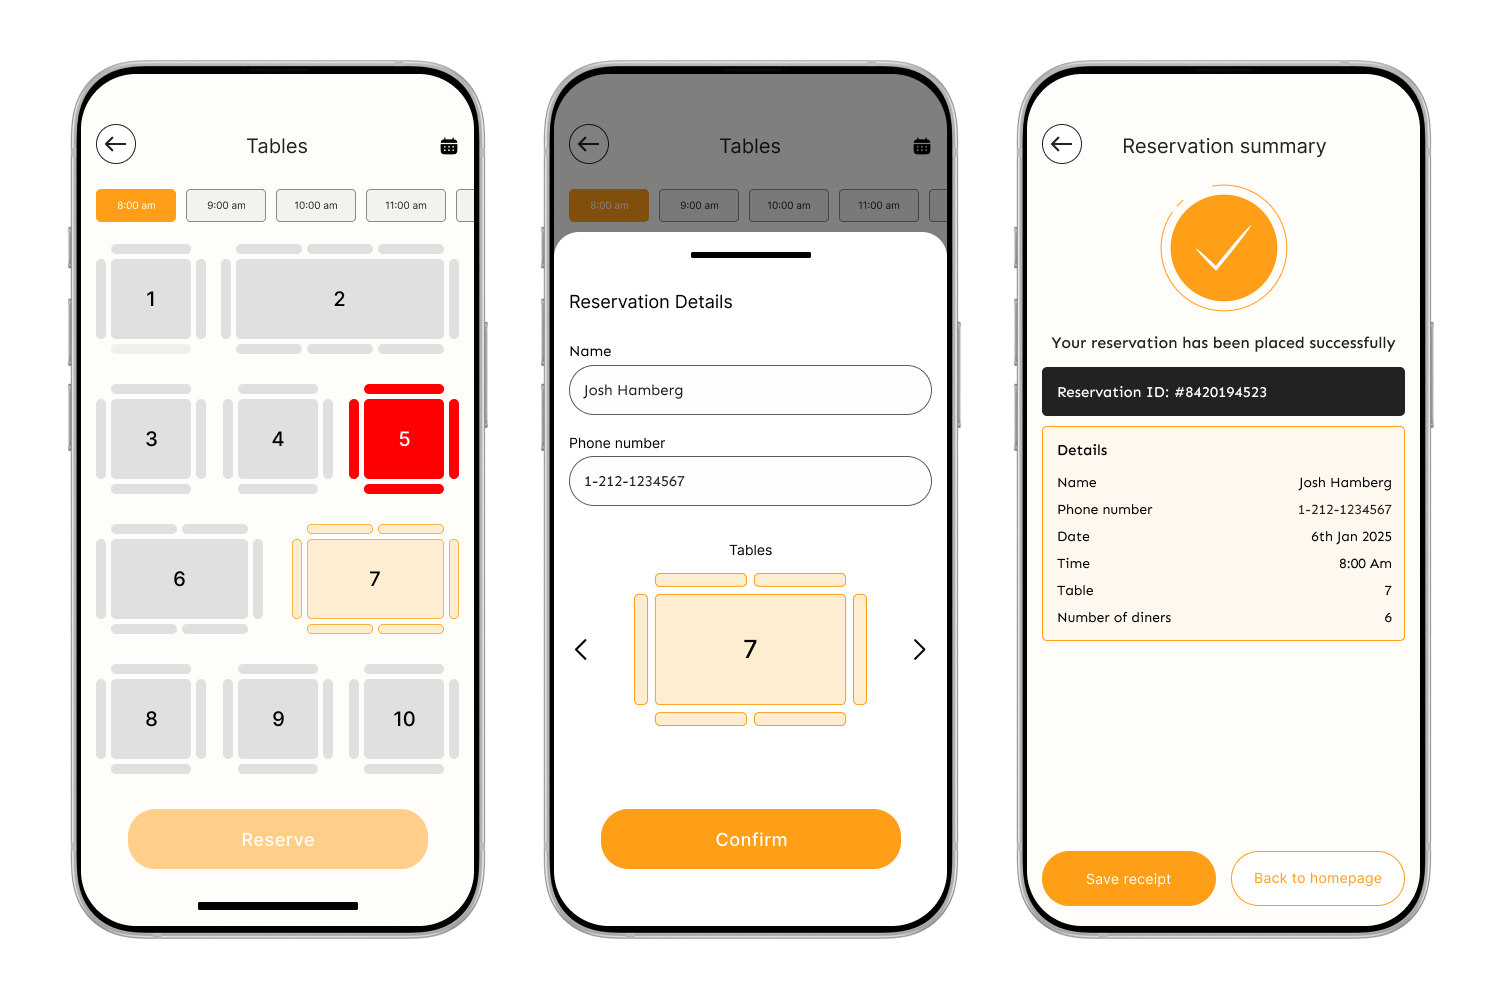 Tables
8:00 am 9:00 am 10:00 am 11:00 am
1 2
3 4 5
6 7
8 9 10
Reserve
Tables
8:00 am 9:00 am 10:00 am 11:00 am
Reservation Details
Name
Josh Hamberg
Phone number
1-212-1234567
Tables
7
Confirm
Reservation summary
Your reservation has been placed successfully
Reservation ID: #8420194523
Details
Name Josh Hamberg
Phone number 1-212-1234567
Date 6th Jan 2025
Time 8:00 Am
Table 7
Number of diners 6
Save receipt Back to homepage